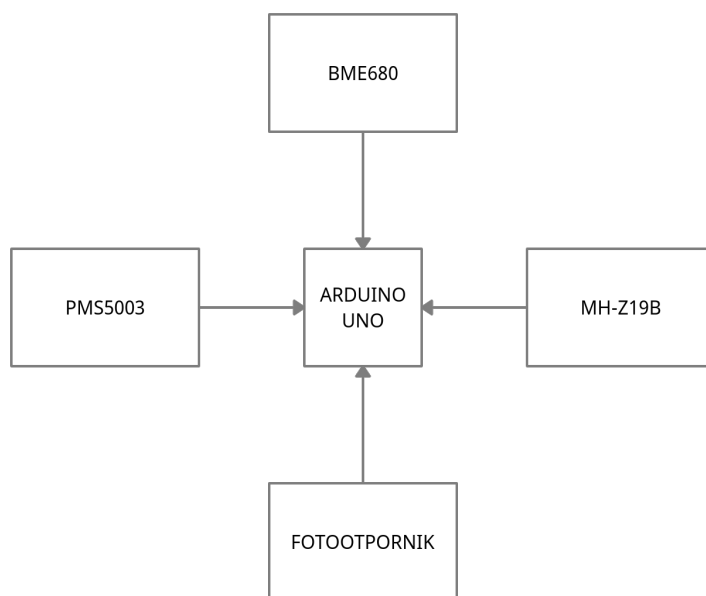 BME680
PMS5003
ARDUINO
UNO
MH-Z19B
FOTOOTPORNIK